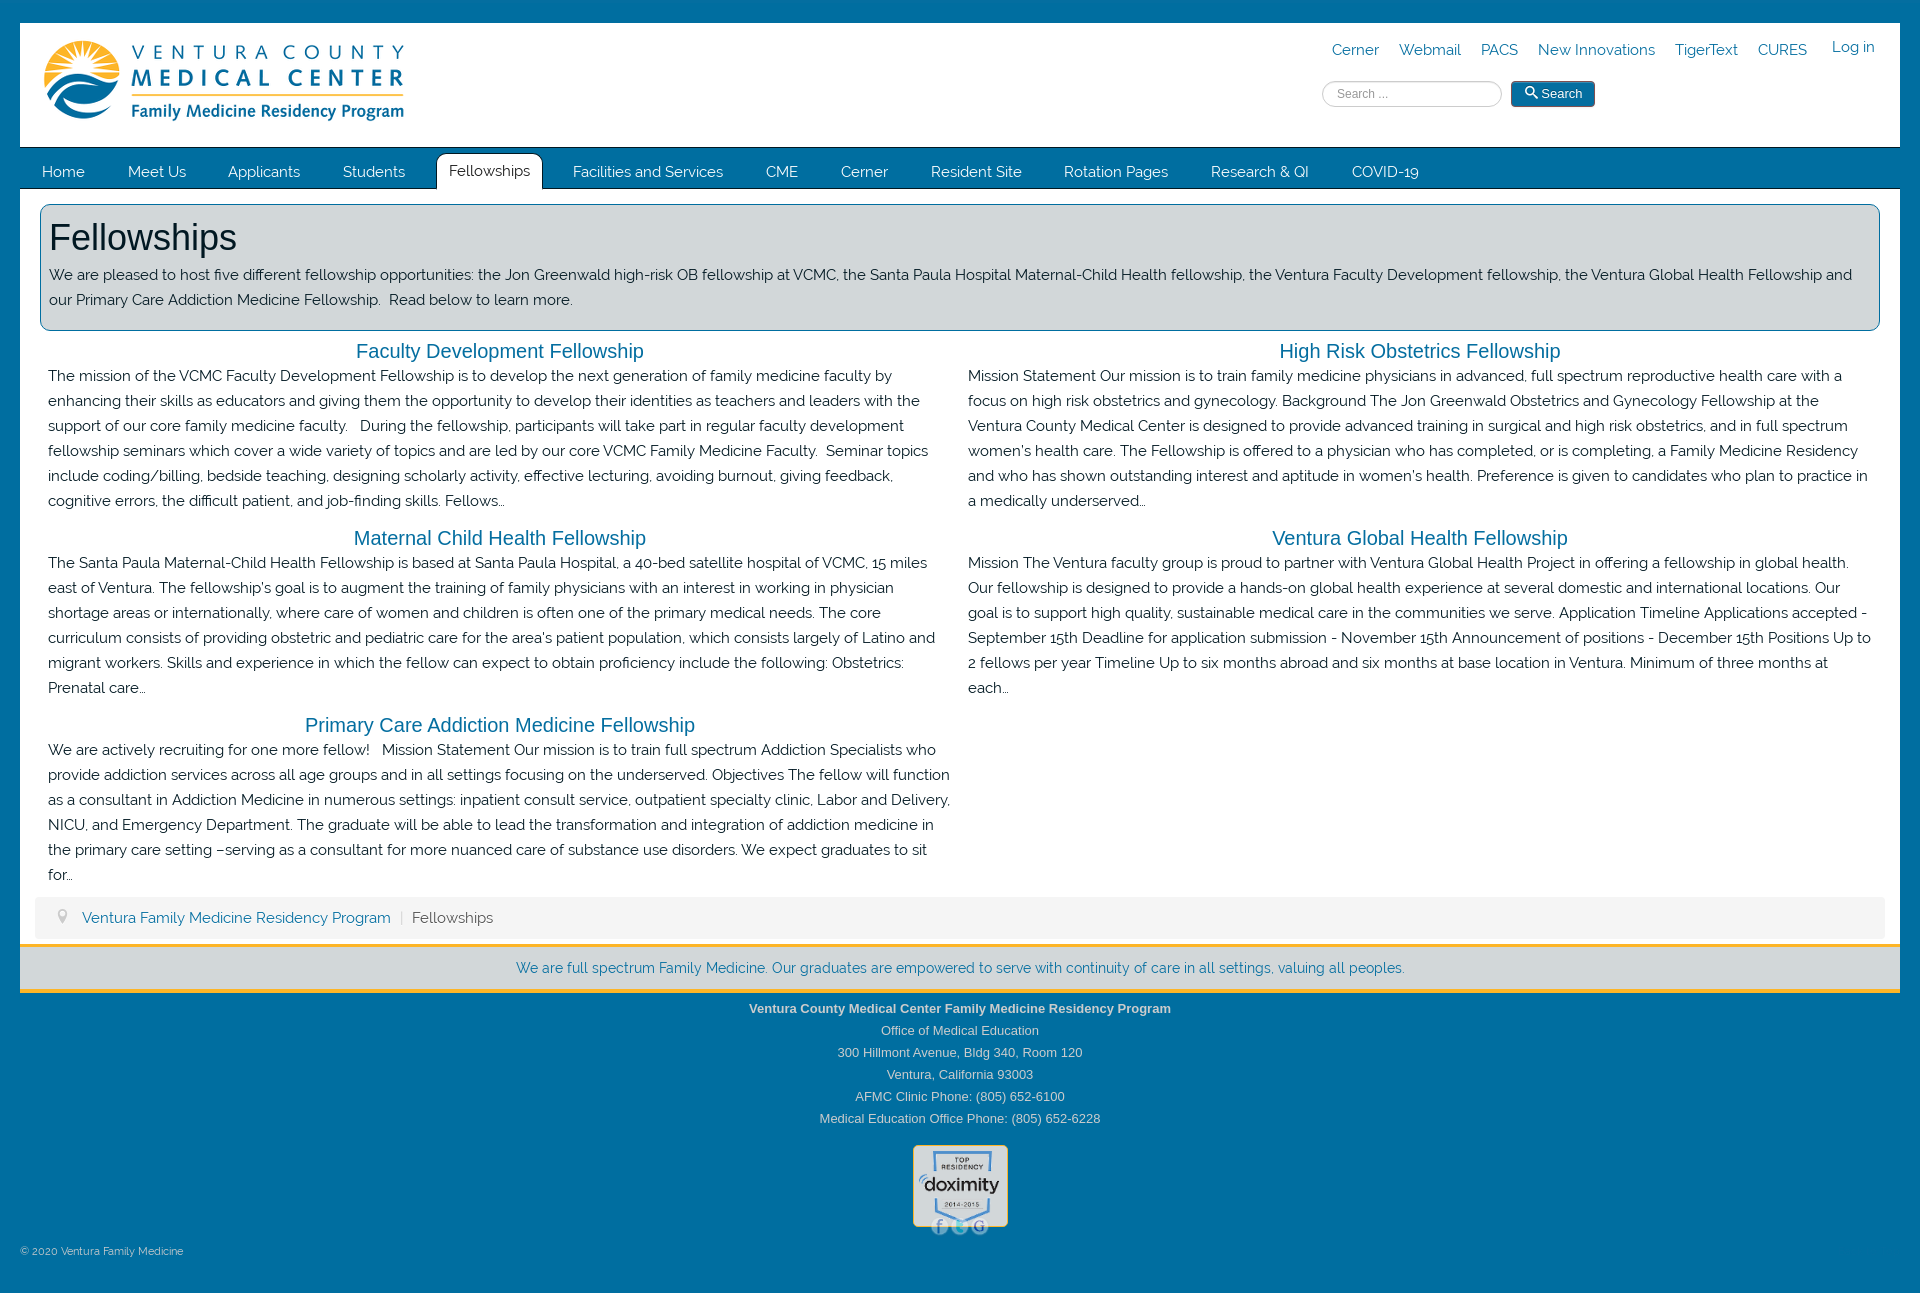 VENTURA COUNTY
MEDICAL CENTER
Family Medicine Residency Program
Cerner Webmail PACS New Innovations TigerText CURES Log in
Search ... Search
Home Meet Us Applicants Students Fellowships Facilities and Services CME Cerner Resident Site Rotation Pages Research & QI COVID-19
Fellowships
We are pleased to host five different fellowship opportunities: the Jon Greenwald high-risk OB fellowship at VCMC, the Santa Paula Hospital Maternal-Child Health fellowship, the Ventura Faculty Development fellowship, the Ventura Global Health Fellowship and
our Primary Care Addiction Medicine Fellowship.  Read below to learn more.
Faculty Development Fellowship
The mission of the VCMC Faculty Development Fellowship is to develop the next generation of family medicine faculty by
enhancing their skills as educators and giving them the opportunity to develop their identities as teachers and leaders with the
support of our core family medicine faculty.   During the fellowship, participants will take part in regular faculty development
fellowship seminars which cover a wide variety of topics and are led by our core VCMC Family Medicine Faculty.  Seminar topics
include coding/billing, bedside teaching, designing scholarly activity, effective lecturing, avoiding burnout, giving feedback,
cognitive errors, the difficult patient, and job-finding skills. Fellows...
High Risk Obstetrics Fellowship
Mission Statement Our mission is to train family medicine physicians in advanced, full spectrum reproductive health care with a
focus on high risk obstetrics and gynecology. Background The Jon Greenwald Obstetrics and Gynecology Fellowship at the
Ventura County Medical Center is designed to provide advanced training in surgical and high risk obstetrics, and in full spectrum
women's health care. The Fellowship is offered to a physician who has completed, or is completing, a Family Medicine Residency
and who has shown outstanding interest and aptitude in women's health. Preference is given to candidates who plan to practice in
a medically underserved...
Maternal Child Health Fellowship
The Santa Paula Maternal-Child Health Fellowship is based at Santa Paula Hospital, a 40-bed satellite hospital of VCMC, 15 miles
east of Ventura. The fellowship's goal is to augment the training of family physicians with an interest in working in physician
shortage areas or internationally, where care of women and children is often one of the primary medical needs. The core
curriculum consists of providing obstetric and pediatric care for the area's patient population, which consists largely of Latino and
migrant workers. Skills and experience in which the fellow can expect to obtain proficiency include the following: Obstetrics:
Prenatal care...
Ventura Global Health Fellowship
Mission The Ventura faculty group is proud to partner with Ventura Global Health Project in offering a fellowship in global health.
Our fellowship is designed to provide a hands-on global health experience at several domestic and international locations. Our
goal is to support high quality, sustainable medical care in the communities we serve. Application Timeline Applications accepted -
September 15th Deadline for application submission - November 15th Announcement of positions - December 15th Positions Up to
2 fellows per year Timeline Up to six months abroad and six months at base location in Ventura. Minimum of three months at
each...
Primary Care Addiction Medicine Fellowship
We are actively recruiting for one more fellow!   Mission Statement Our mission is to train full spectrum Addiction Specialists who
provide addiction services across all age groups and in all settings focusing on the underserved. Objectives The fellow will function
as a consultant in Addiction Medicine in numerous settings: inpatient consult service, outpatient specialty clinic, Labor and Delivery,
NICU, and Emergency Department. The graduate will be able to lead the transformation and integration of addiction medicine in
the primary care setting –serving as a consultant for more nuanced care of substance use disorders. We expect graduates to sit
for...
Ventura Family Medicine Residency Program | Fellowships
We are full spectrum Family Medicine. Our graduates are empowered to serve with continuity of care in all settings, valuing all peoples.
Ventura County Medical Center Family Medicine Residency Program
Office of Medical Education
300 Hillmont Avenue, Bldg 340, Room 120
Ventura, California 93003
AFMC Clinic Phone: (805) 652-6100
Medical Education Office Phone: (805) 652-6228
TOP
RESIDENCY
doximity
2014-2015
f t G
© 2020 Ventura Family Medicine